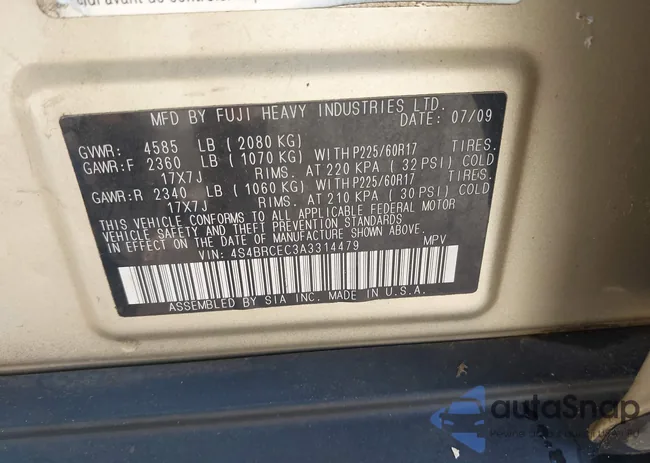 MFD BY FUJI HEAVY INDUSTRIES LTD.
DATE: 07/09
GVWR: 4585 LB (2080 KG)
GAWR:F 2360 LB (1070 KG) WITH P225/60R17 TIRES.
17X7J RIMS. AT 220 KPA (32 PSI) COLD
GAWR:R 2340 LB (1060 KG) WITH P225/60R17 TIRES.
17X7J RIMS. AT 210 KPA (30 PSI) COLD
THIS VEHICLE CONFORMS TO ALL APPLICABLE FEDERAL MOTOR
VEHICLE SAFETY AND THEFT PREVENTION STANDARDS
IN EFFECT ON THE DATE OF MANUFACTURE SHOWN ABOVE.
VIN: 4S4BRCEC3A3314479 MPV
ASSEMBLED BY SIA INC. MADE IN U.S.A.
autoSnap